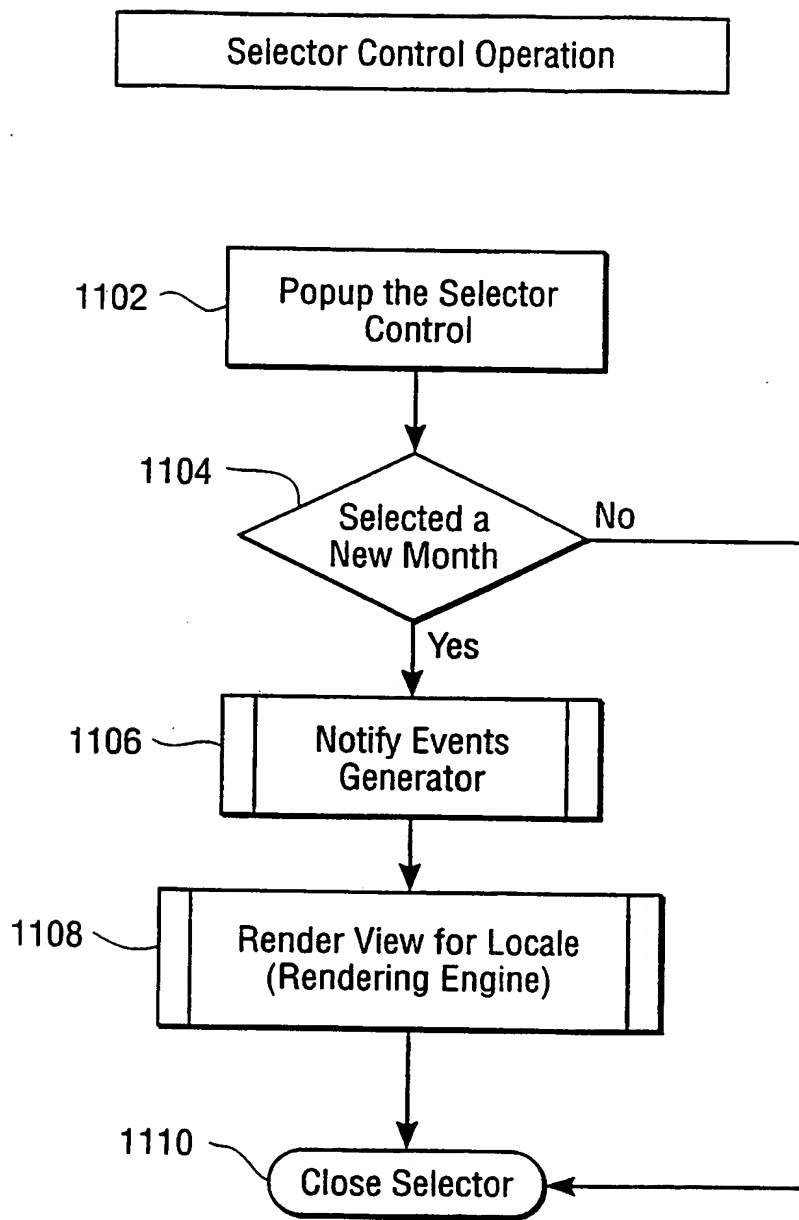 Selector Control Operation
1102
Popup the Selector
Control
1104
Selected a
New Month
No
Yes
1106
Notify Events
Generator
1108
Render View for Locale
(Rendering Engine)
1110
Close Selector